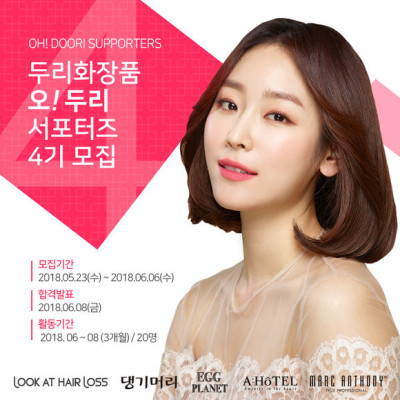 OH! DOORI SUPPORTERS
두리화장품
오! 두리
서포터즈
4기 모집
4
모집기간
2018.05.23(수) ~ 2018.06.06(수)
합격발표
2018.06.08(금)
활동기간
2018. 06 ~ 08 (3개월) / 20명
LOOK AT HAIR LOSS 댕기머리 EGG PLANET A·HOTEL MARC ANTHONY